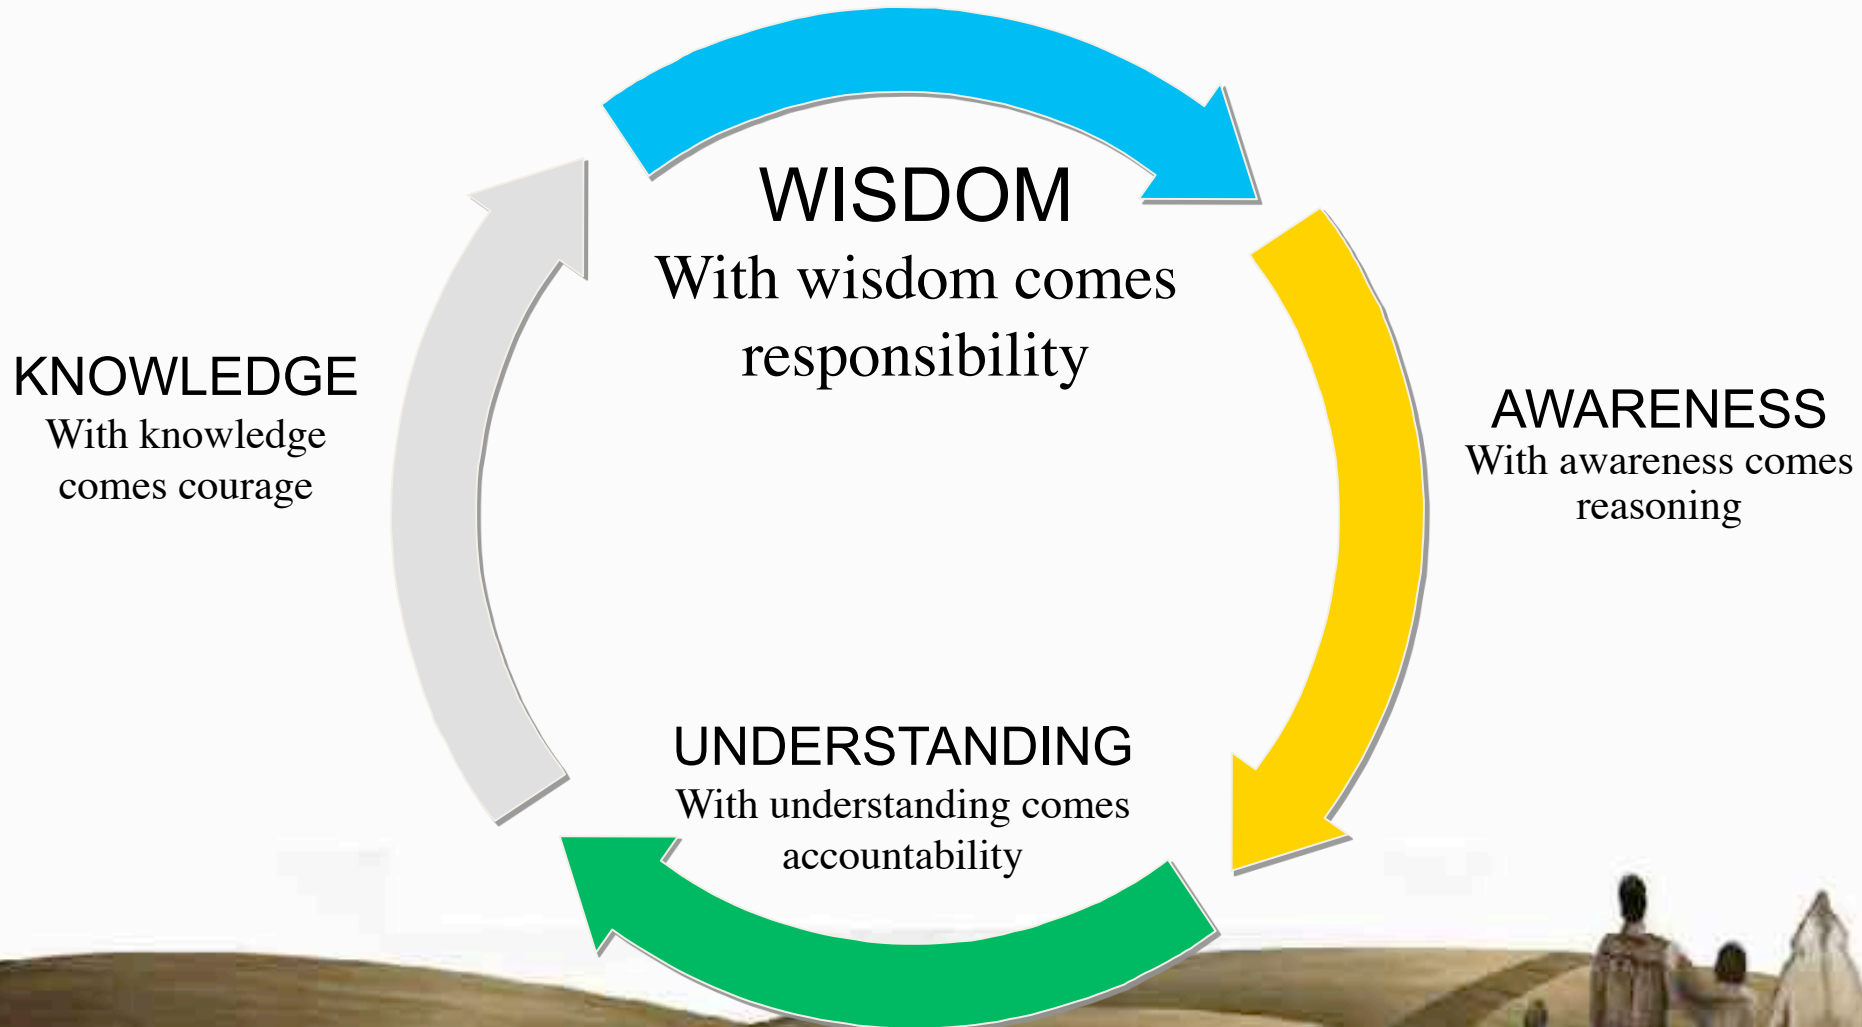 WISDOM
With wisdom comes
responsibility
KNOWLEDGE
With knowledge
comes courage
AWARENESS
With awareness comes
reasoning
UNDERSTANDING
With understanding comes
accountability